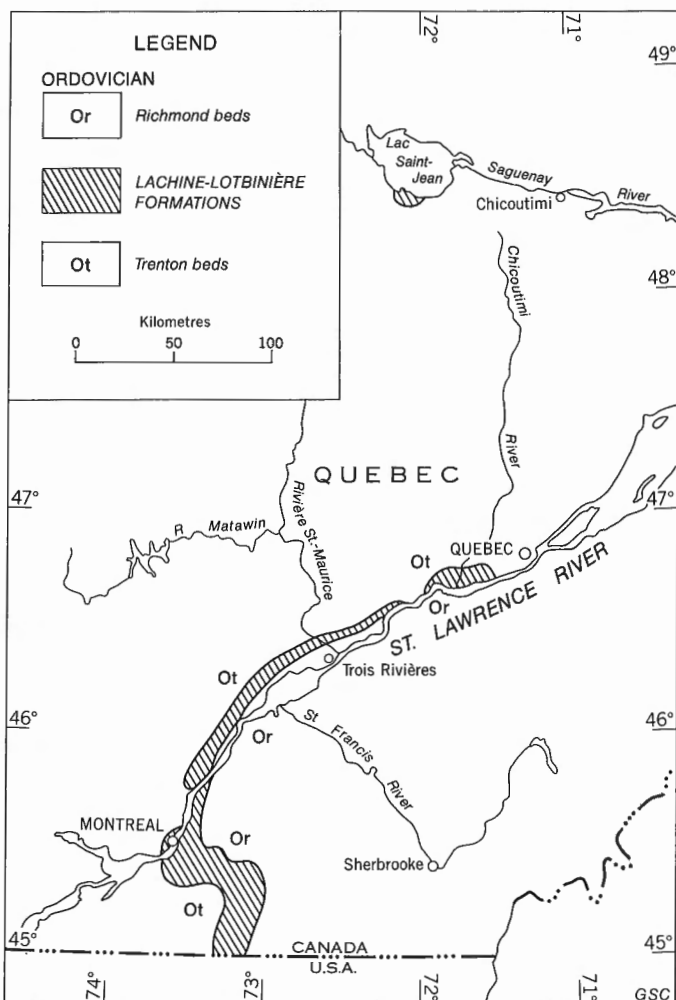 LEGEND
ORDOVICIAN
Or
Richmond beds
LACHINE-LOTBINIÈRE
FORMATIONS
Ot
Trenton beds
Kilometres
0 50 100
72°
71°
49°
Lac
Saint-
Jean
Saguenay
River
Chicoutimi
48°
Chicoutimi
River
QUEBEC
47°
47°
R Matawin
Rivière St.-Maurice
Ot
QUEBEC
Or
ST. LAWRENCE RIVER
Ot
Trois Rivières
46°
46°
Or
St Francis
River
MONTREAL
Or
Sherbrooke
Ot
45°
45°
CANADA
U.S.A.
74°
73°
72°
71°
GSC